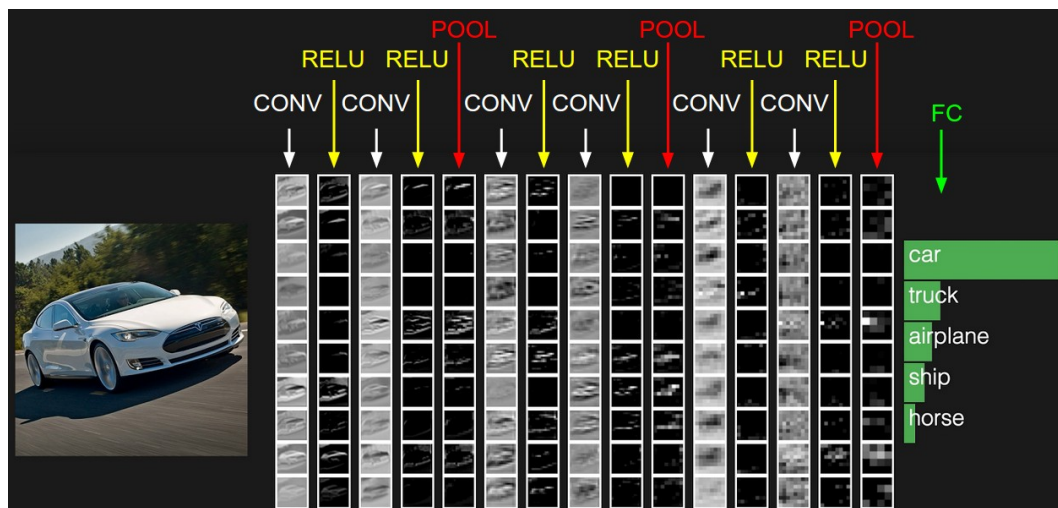 POOL POOL POOL
RELU RELU RELU RELU RELU RELU
CONV CONV CONV CONV CONV CONV
FC
car
truck
airplane
ship
horse